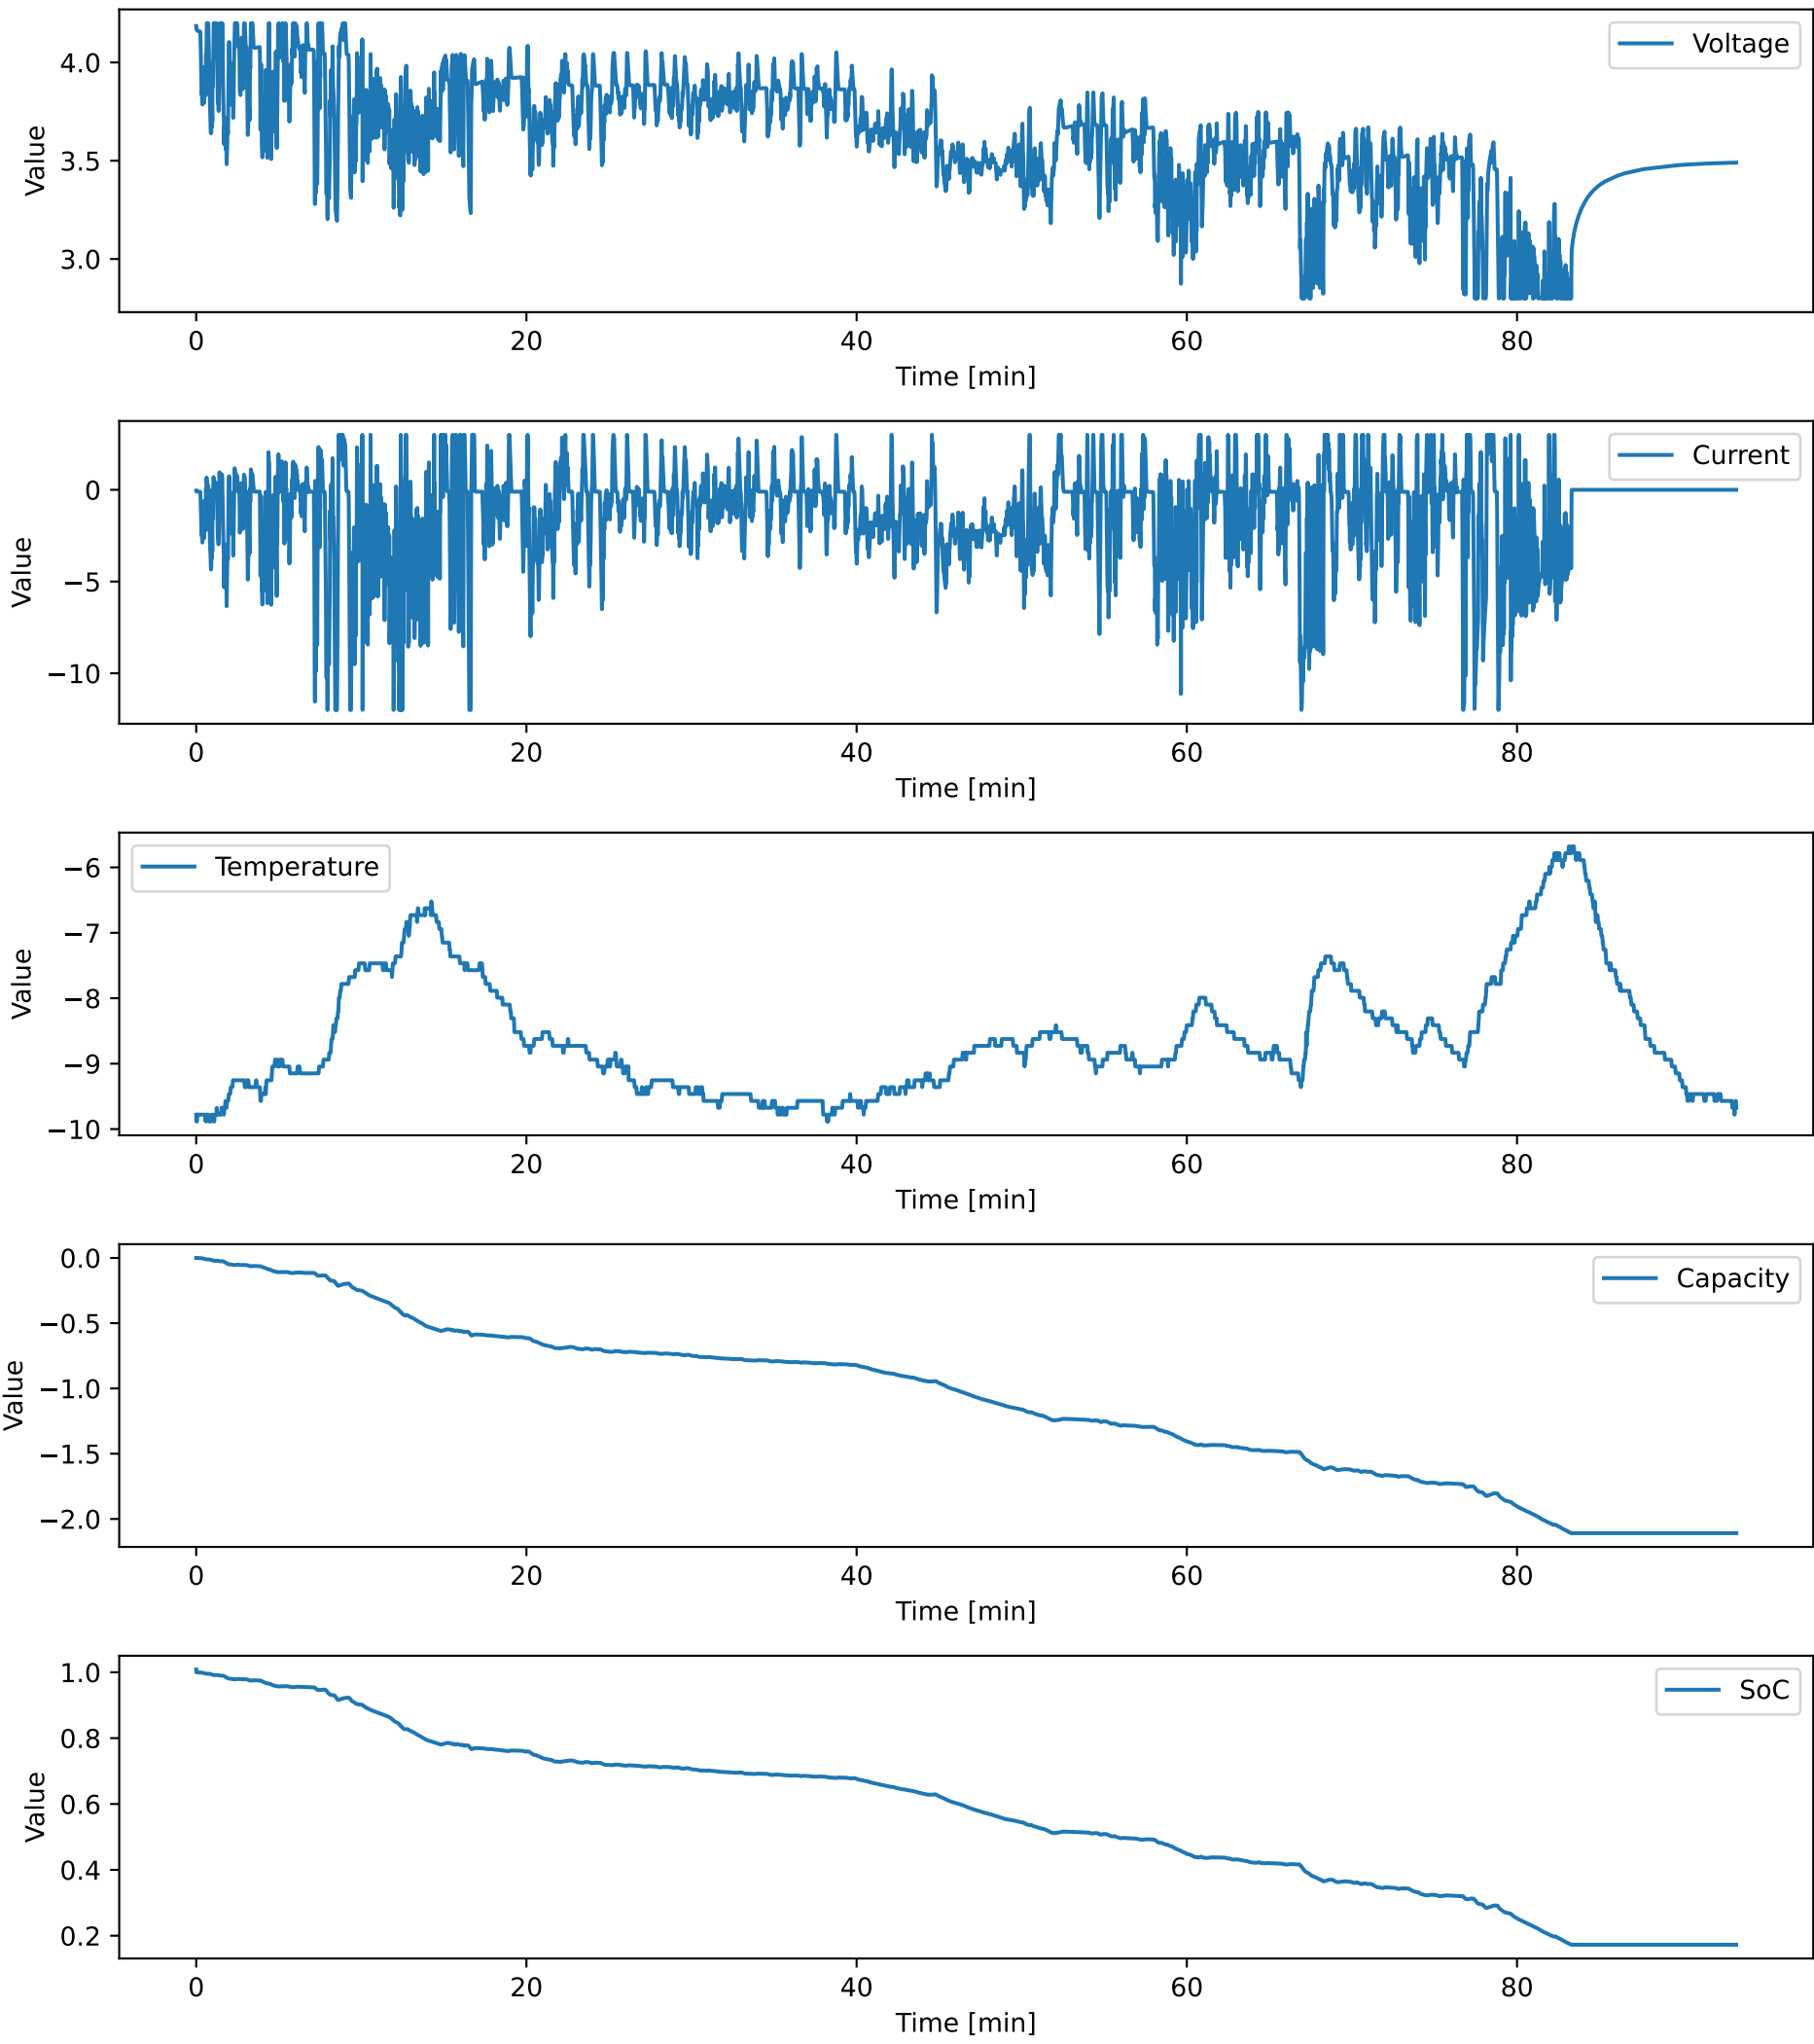 Voltage
4.0
3.5
3.0
Value
0 20 40 60 80
Time [min]
Current
0
−5
−10
Value
0 20 40 60 80
Time [min]
Temperature
−6
−7
−8
−9
−10
Value
0 20 40 60 80
Time [min]
Capacity
0.0
−0.5
−1.0
−1.5
−2.0
Value
0 20 40 60 80
Time [min]
SoC
1.0
0.8
0.6
0.4
0.2
Value
0 20 40 60 80
Time [min]